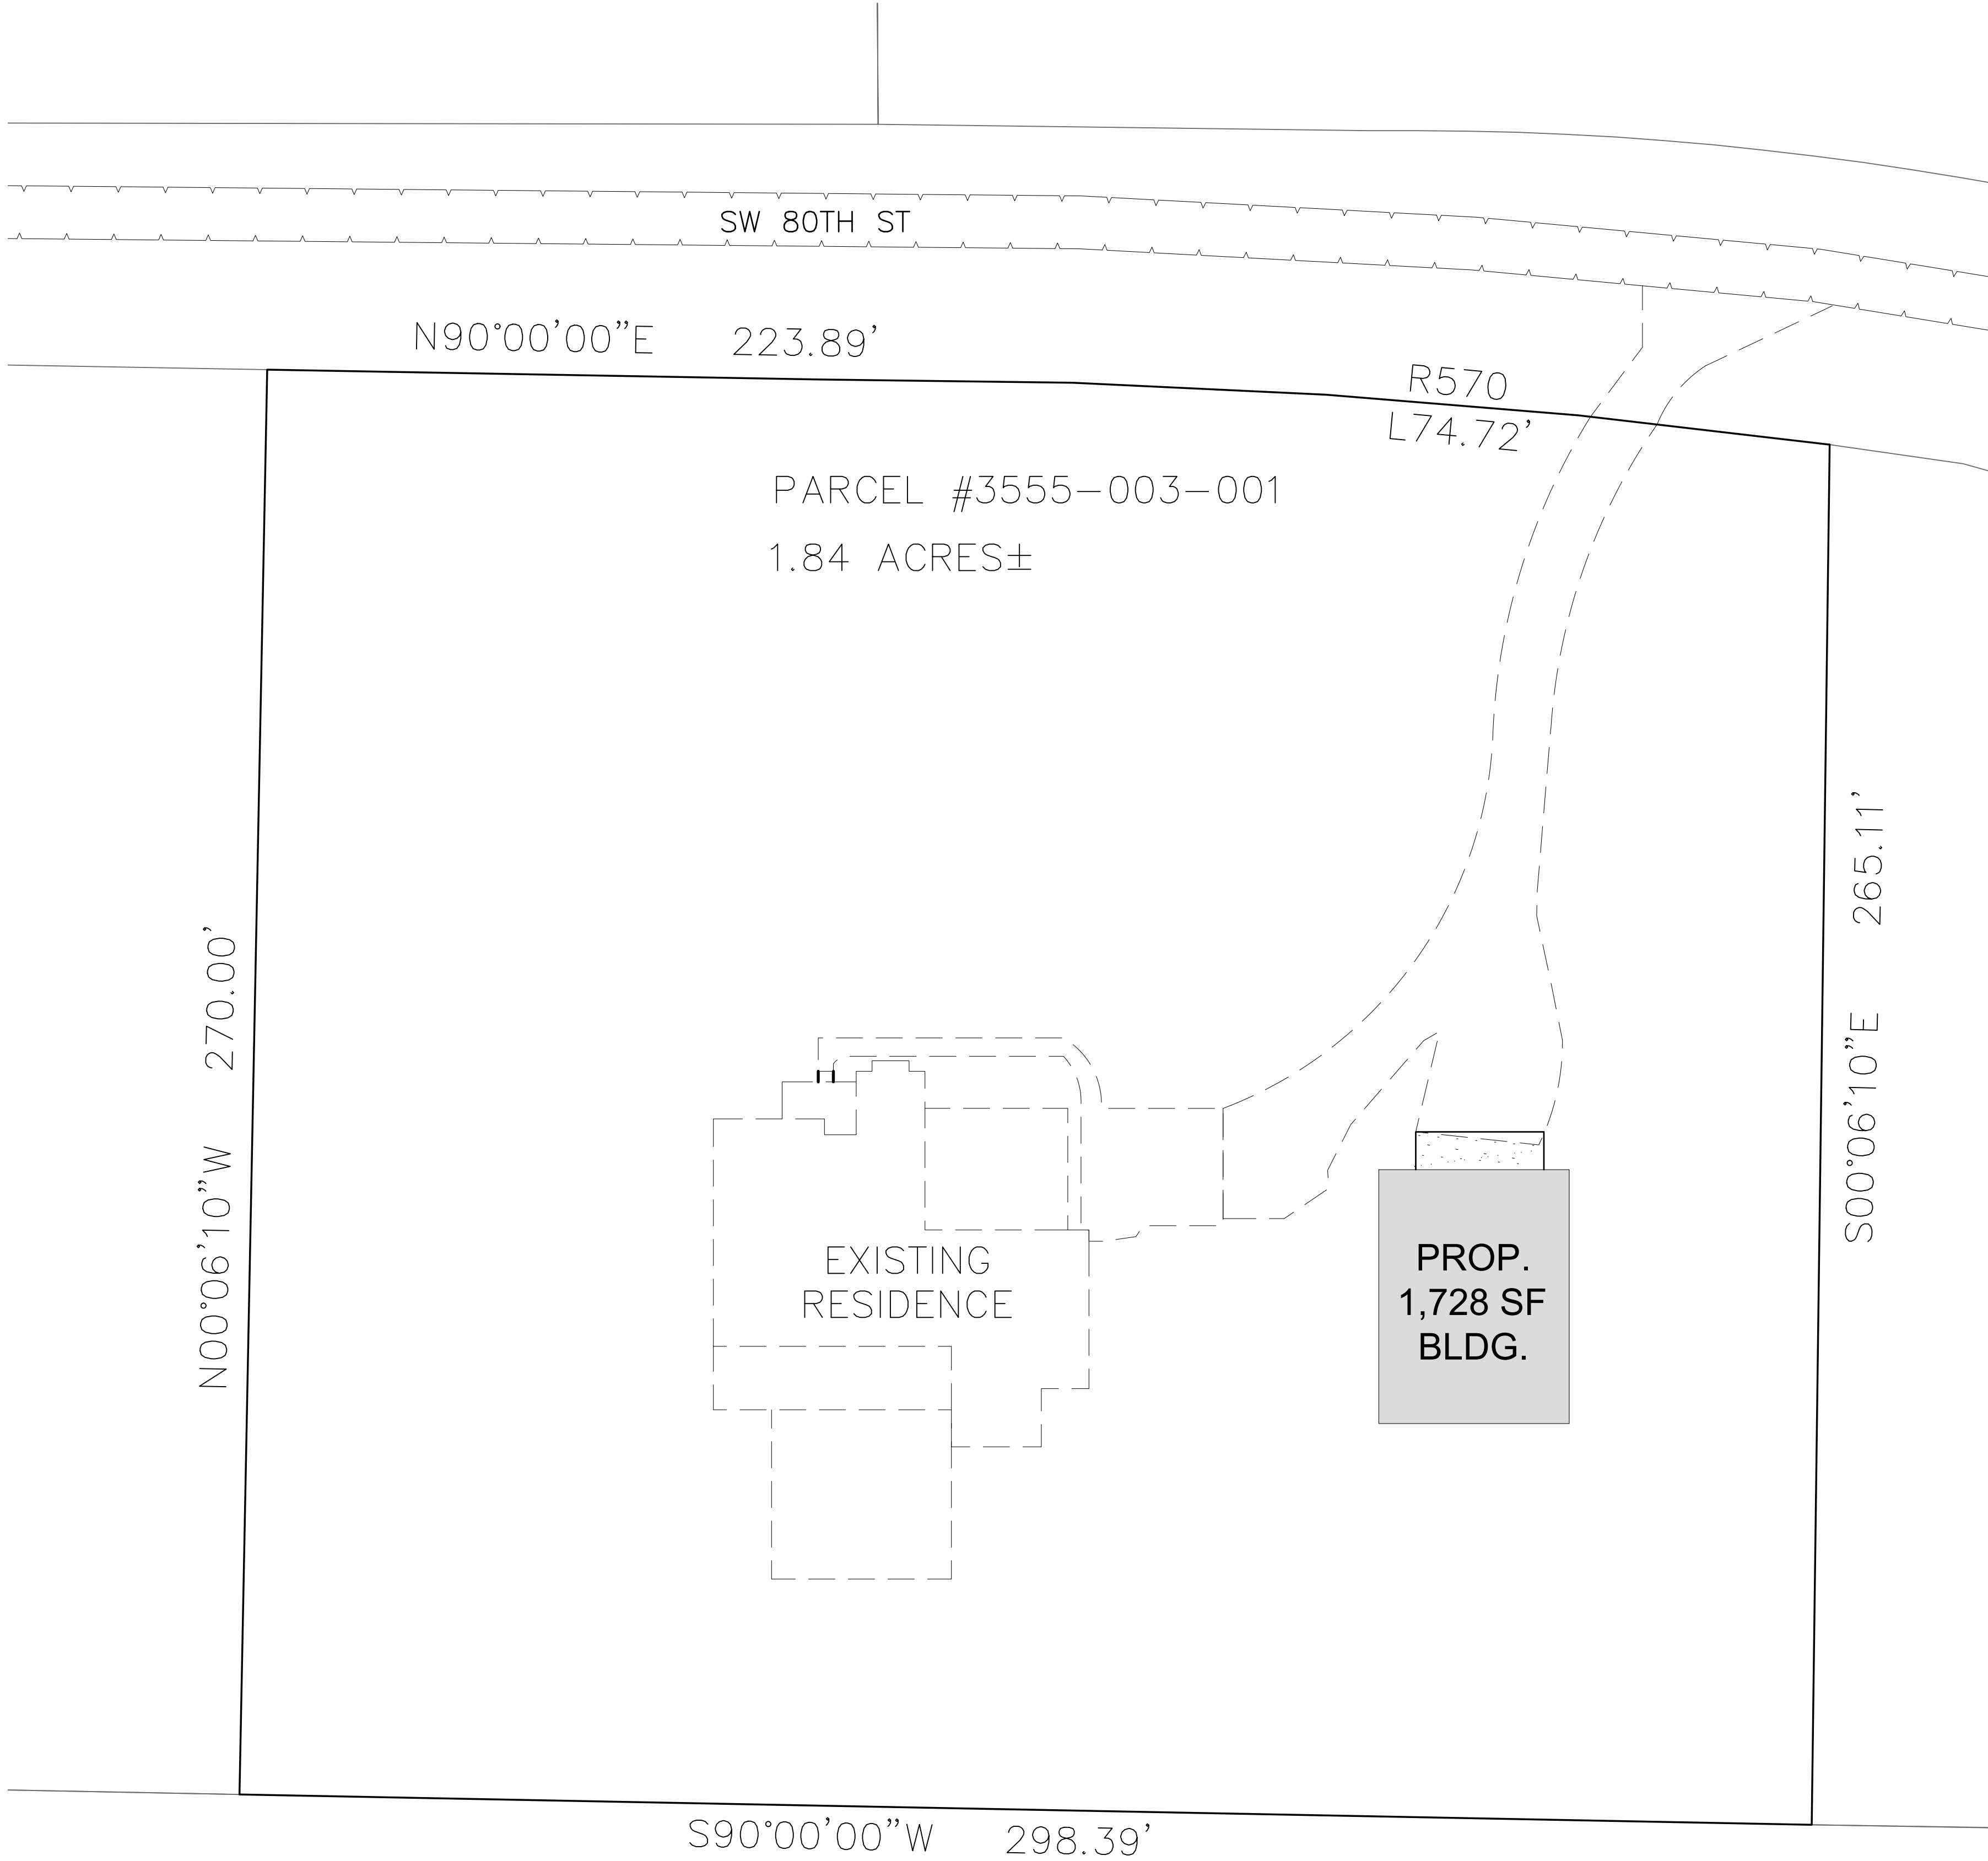 SW 80TH ST
N90°00'00"E 223.89'
R570
L74.72'
PARCEL #3555-003-001
1.84 ACRES±
N00°06'10"W 270.00'
S00°06'10"E 265.11'
EXISTING
RESIDENCE
PROP.
1,728 SF
BLDG.
S90°00'00"W 298.39'